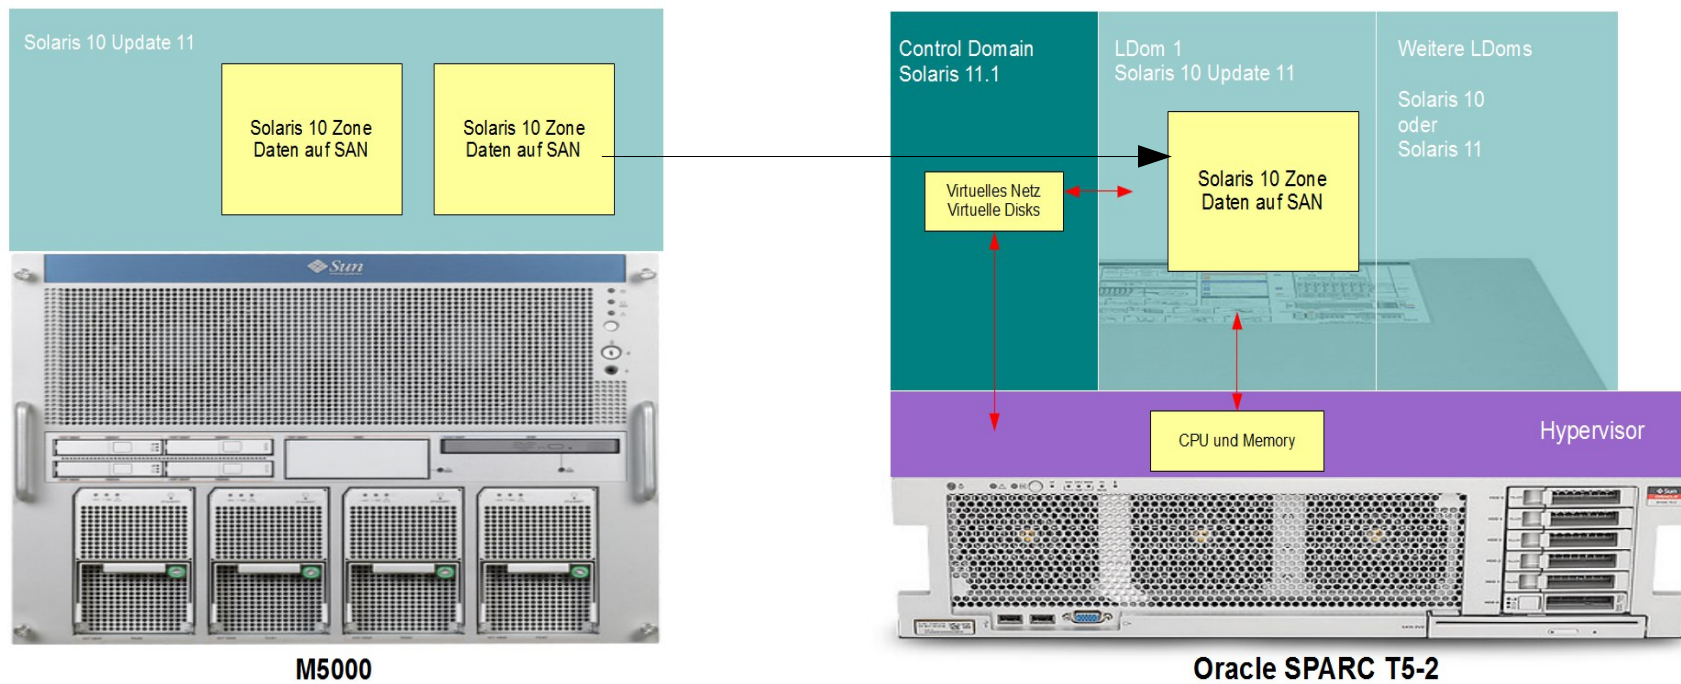 Solaris 10 Update 11
Solaris 10 Zone
Daten auf SAN
Solaris 10 Zone
Daten auf SAN
Sun
M5000
Control Domain
Solaris 11.1
LDom 1
Solaris 10 Update 11
Weitere LDoms
Solaris 10
oder
Solaris 11
Virtuelles Netz
Virtuelle Disks
Solaris 10 Zone
Daten auf SAN
CPU und Memory
Hypervisor
Sun
ORACLE
Oracle SPARC T5-2